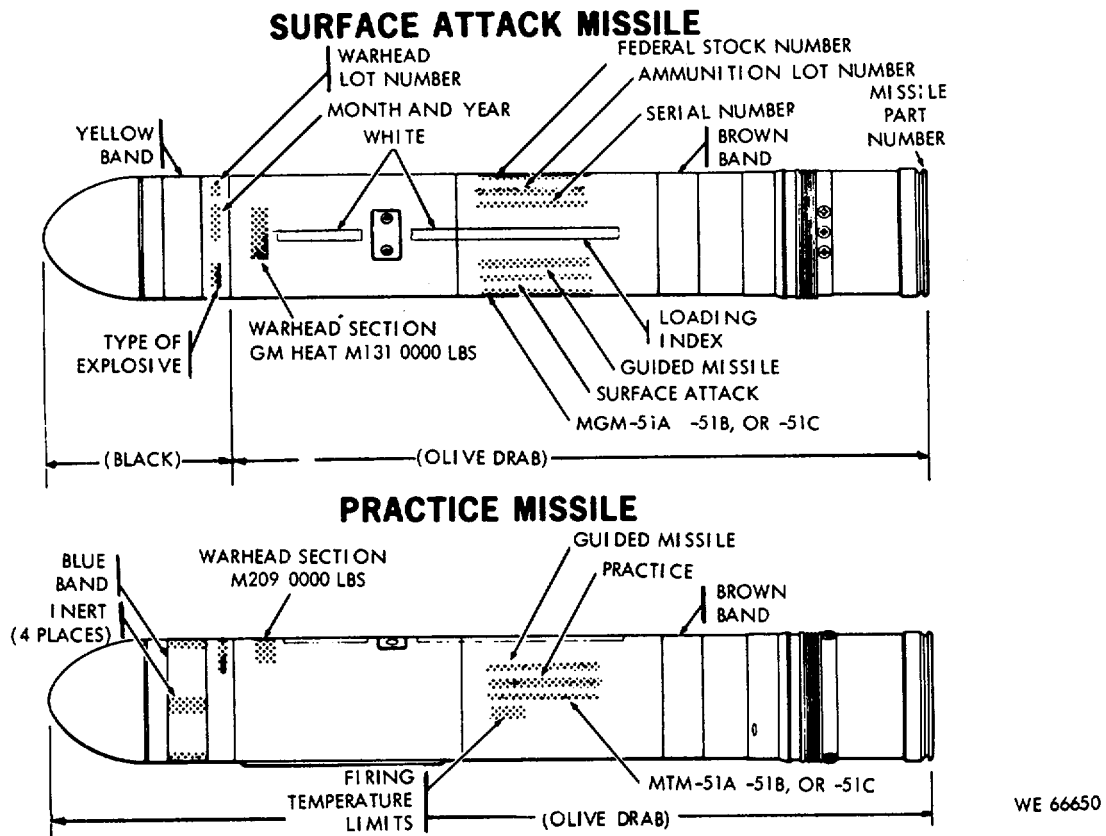 SURFACE ATTACK MISSILE
WARHEAD
LOT NUMBER
MONTH AND YEAR
WHITE
YELLOW
BAND
FEDERAL STOCK NUMBER
AMMUNITION LOT NUMBER
SERIAL NUMBER
BROWN
BAND
MISSILE
PART
NUMBER
TYPE OF
EXPLOSIVE
WARHEAD SECTION
GM HEAT M131 0000 LBS
LOADING
INDEX
GUIDED MISSILE
SURFACE ATTACK
MGM-51A -51B, OR -51C
(BLACK)
(OLIVE DRAB)
PRACTICE MISSILE
BLUE
BAND
INERT
(4 PLACES)
WARHEAD SECTION
M209 0000 LBS
GUIDED MISSILE
PRACTICE
BROWN
BAND
FIRING
TEMPERATURE
LIMITS
MTM-51A -51B, OR -51C
(OLIVE DRAB)
WE 66650